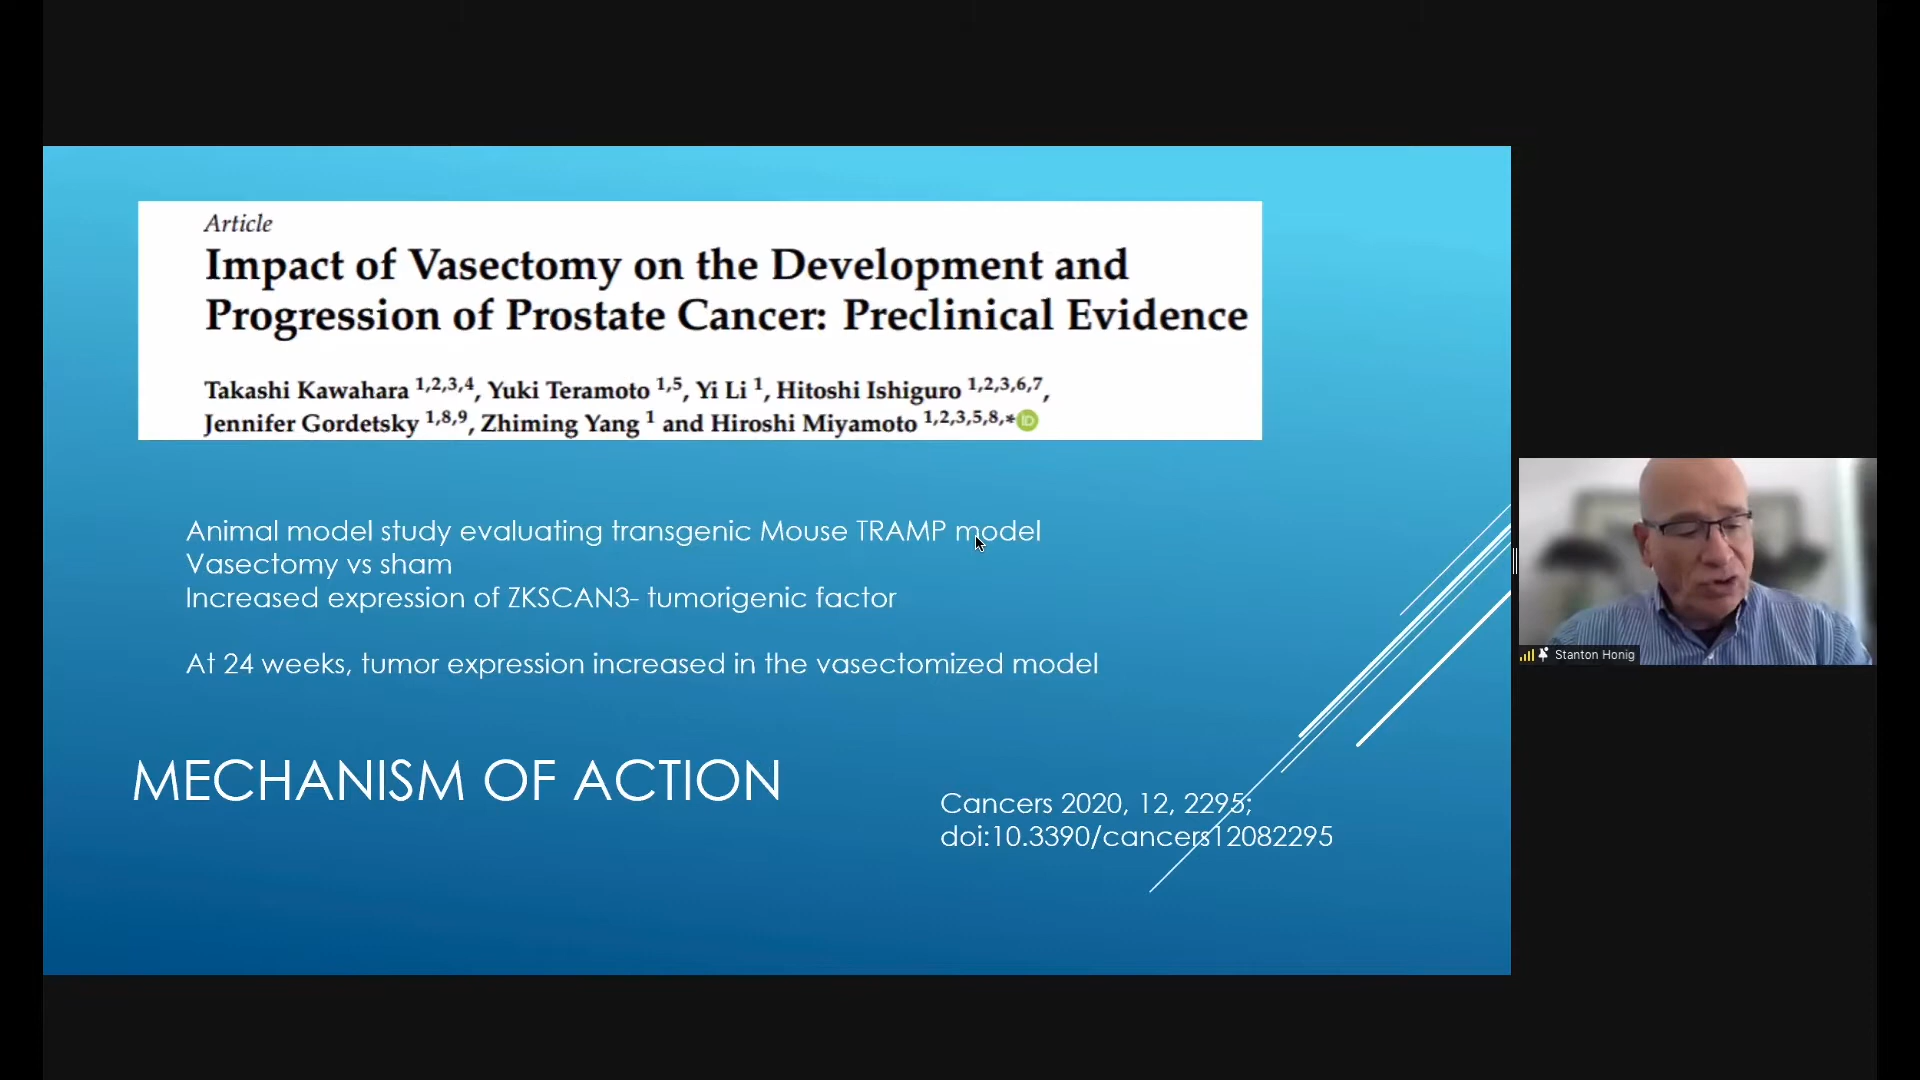 Article
Impact of Vasectomy on the Development and
Progression of Prostate Cancer: Preclinical Evidence
Takashi Kawahara 1,2,3,4, Yuki Teramoto 1,5, Yi Li 1, Hitoshi Ishiguro 1,2,3,6,7,
Jennifer Gordetsky 1,8,9, Zhiming Yang 1 and Hiroshi Miyamoto 1,2,3,5,8,* iD
Animal model study evaluating transgenic Mouse TRAMP model
Vasectomy vs sham
Increased expression of ZKSCAN3- tumorigenic factor
At 24 weeks, tumor expression increased in the vasectomized model
MECHANISM OF ACTION
Cancers 2020, 12, 2295;
doi:10.3390/cancers12082295
Stanton Honig